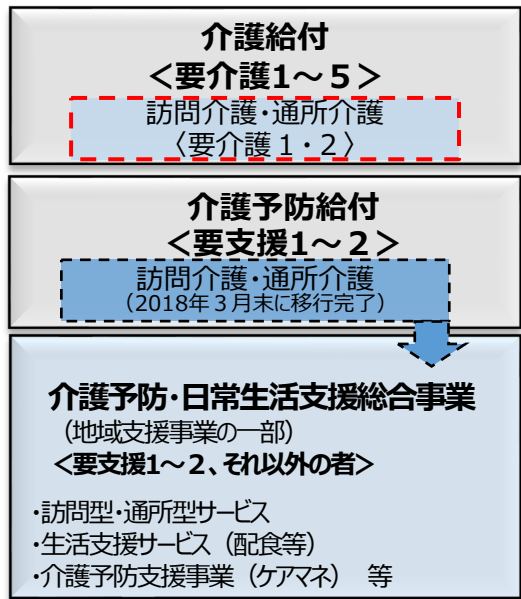 介護給付
＜要介護1～５＞
訪問介護・通所介護
〈要介護１・２〉
介護予防給付
＜要支援1～２＞
訪問介護・通所介護
（2018年３月末に移行完了）
介護予防・日常生活支援総合事業
（地域支援事業の一部）
＜要支援1～２、それ以外の者＞
・訪問型・通所型サービス
・生活支援サービス（配食等）
・介護予防支援事業（ケアマネ） 等